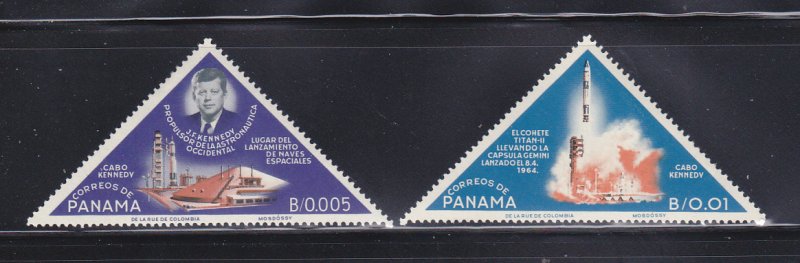 J.F. KENNEDY
PROPULSOR DE LA ASTRONAUTICA
OCCIDENTAL
LUGAR DEL
LANZAMIENTO
DE NAVES
ESPACIALES
CABO
KENNEDY
CORREOS DE
PANAMA
B/0.005
DE LA RUE DE COLOMBIA
MOSDÓSSY
EL COHETE
TITAN-II
LLEVANDO LA
CAPSULA GEMINI
LANZADO EL 8.4.
1964.
CABO
KENNEDY
CORREOS DE
PANAMA
B/0.01
DE LA RUE DE COLOMBIA
MOSDÓSSY